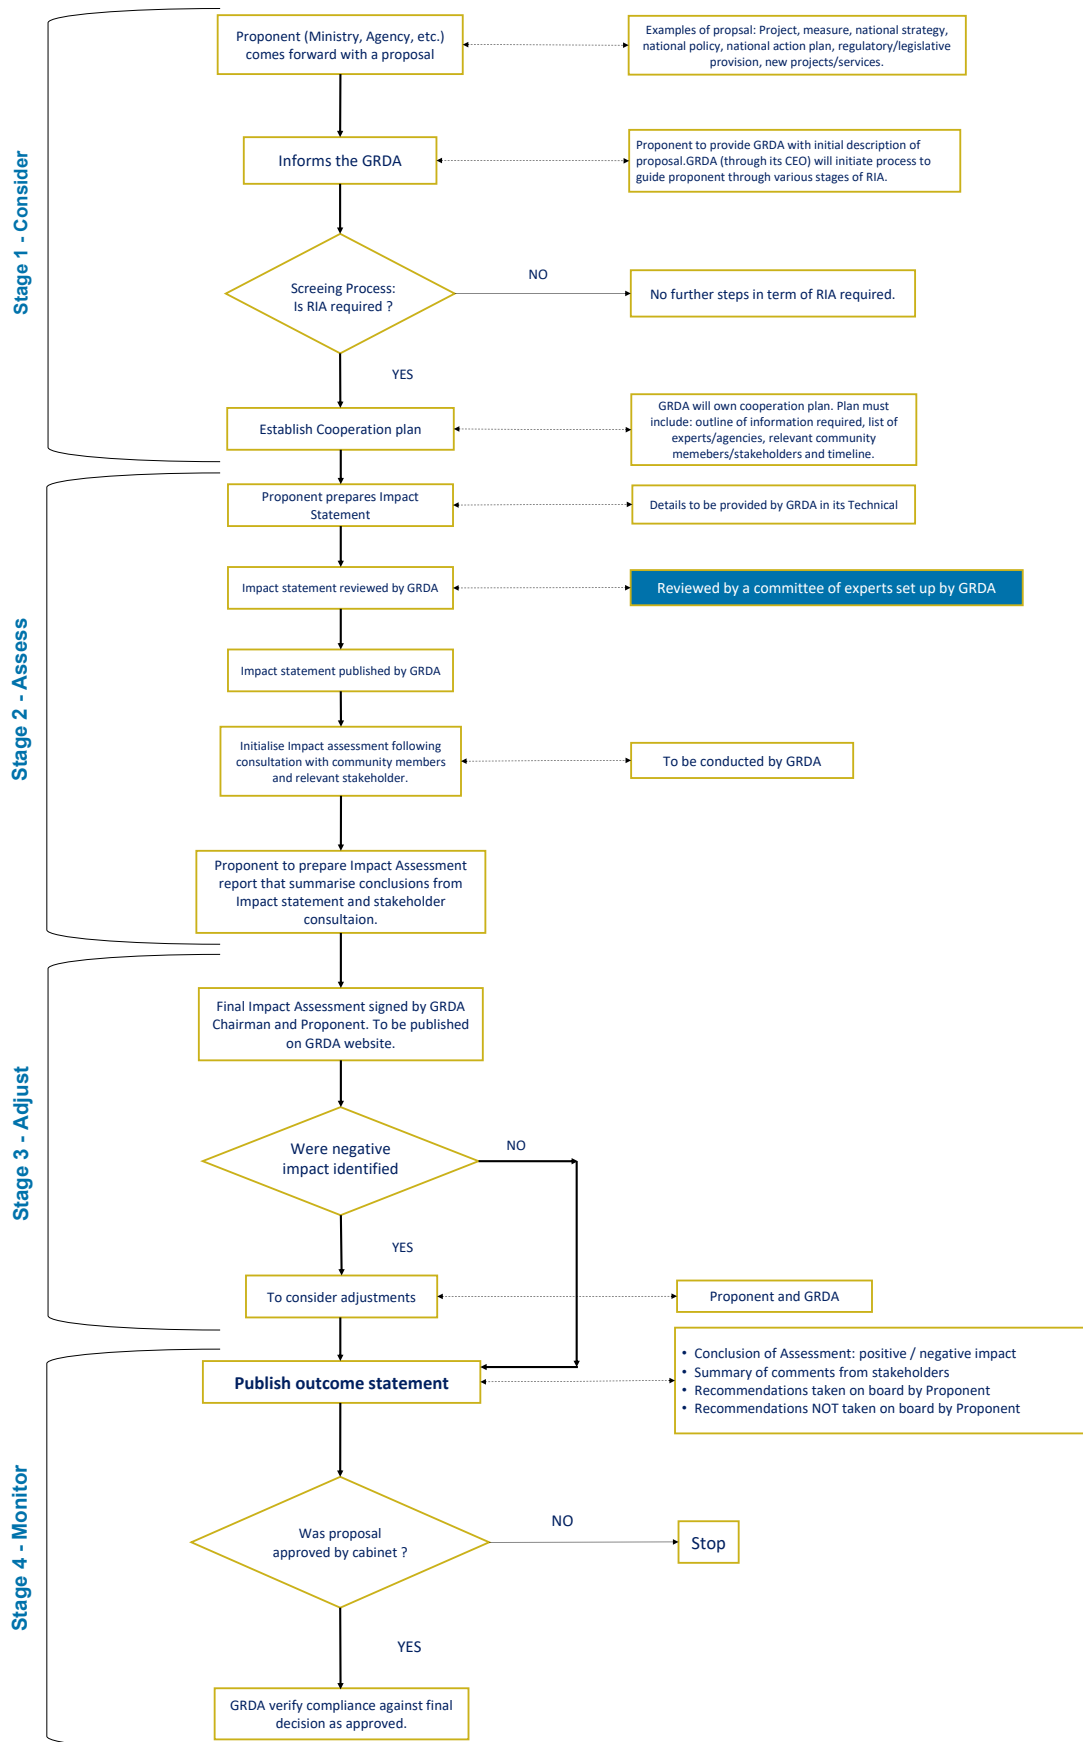 Stage 1 - Consider
Proponent (Ministry, Agency, etc.)
comes forward with a proposal
Examples of propsal: Project, measure, national strategy,
national policy, national action plan, regulatory/legislative
provision, new projects/services.
Informs the GRDA
Proponent to provide GRDA with initial description of
proposal.GRDA (through its CEO) will initiate process to
guide proponent through various stages of RIA.
Screeing Process:
Is RIA required ?
NO
No further steps in term of RIA required.
YES
Establish Cooperation plan
GRDA will own cooperation plan. Plan must
include: outline of information required, list of
experts/agencies, relevant community
memebers/stakeholders and timeline.
Stage 2 - Assess
Proponent prepares Impact
Statement
Details to be provided by GRDA in its Technical
Impact statement reviewed by GRDA
Reviewed by a committee of experts set up by GRDA
Impact statement published by GRDA
Initialise Impact assessment following
consultation with community members
and relevant stakeholder.
To be conducted by GRDA
Proponent to prepare Impact Assessment
report that summarise conclusions from
Impact statement and stakeholder
consultaion.
Stage 3 - Adjust
Final Impact Assessment signed by GRDA
Chairman and Proponent. To be published
on GRDA website.
Were negative
impact identified
NO
YES
To consider adjustments
Proponent and GRDA
Stage 4 - Monitor
Publish outcome statement
• Conclusion of Assessment: positive / negative impact
• Summary of comments from stakeholders
• Recommendations taken on board by Proponent
• Recommendations NOT taken on board by Proponent
Was proposal
approved by cabinet ?
NO
Stop
YES
GRDA verify compliance against final
decision as approved.